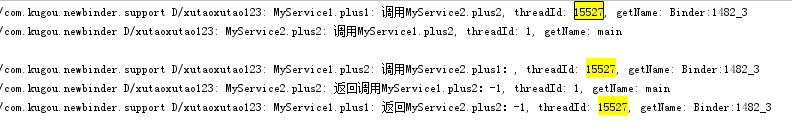 /com.kugou.newbinder.support D/xutaoxutao123: MyService1.plus1: 调用MyService2.plus2, threadId: 15527, getName: Binder:1482_3
/com.kugou.newbinder D/xutaoxutao123: MyService2.plus2: 调用MyService1.plus2, threadId: 1, getName: main
/com.kugou.newbinder.support D/xutaoxutao123: MyService1.plus2: 调用MyService2.plus1: , threadId: 15527, getName: Binder:1482_3
/com.kugou.newbinder D/xutaoxutao123: MyService2.plus2: 返回调用MyService1.plus2: -1, threadId: 1, getName: main
/com.kugou.newbinder.support D/xutaoxutao123: MyService1.plus1: 返回MyService2.plus2: -1, threadId: 15527, getName: Binder:1482_3